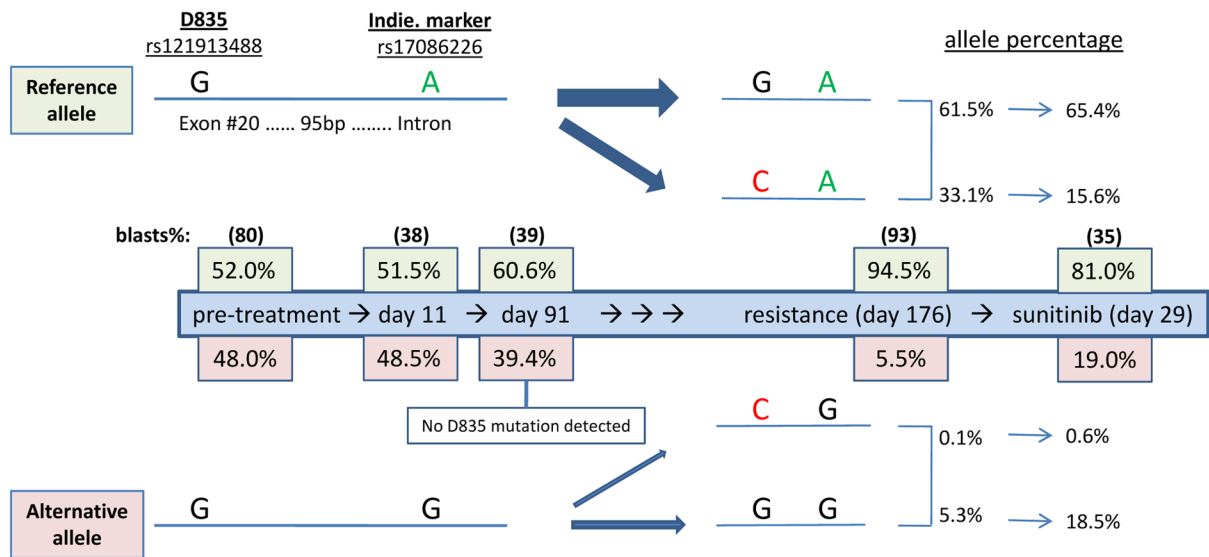 D835
Indie. marker
allele percentage
rs121913488
rs17086226
Reference
allele
G
A
G
A
61.5%
65.4%
Exon #20 ...... 95bp ........ Intron
C
A
33.1%
15.6%
blasts%:
(80)
(38)
(39)
(93)
(35)
52.0%
51.5%
60.6%
94.5%
81.0%
pre-treatment → day 11 → day 91 → → → resistance (day 176) → sunitinib (day 29)
48.0%
48.5%
39.4%
5.5%
19.0%
No D835 mutation detected
C
G
0.1%
0.6%
Alternative
allele
G
G
G
G
5.3%
18.5%